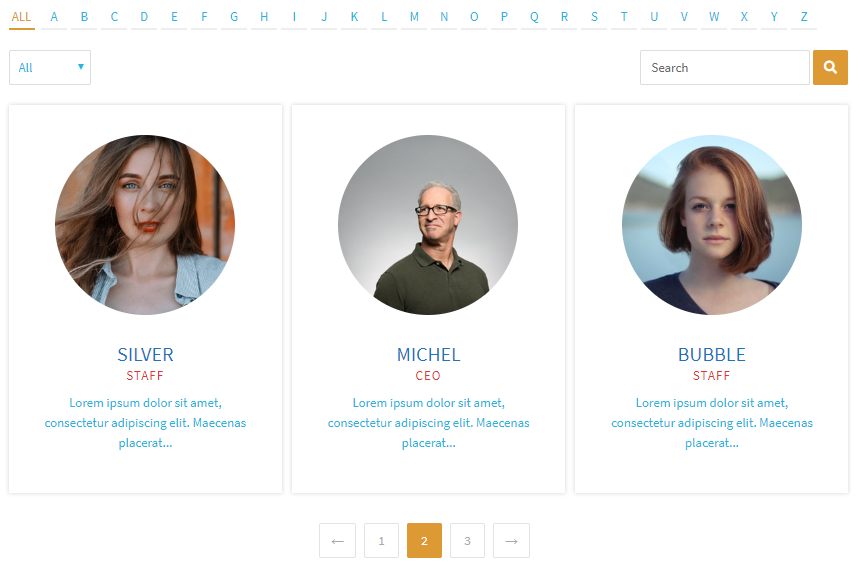 ALL A B C D E F G H I J K L M N O P Q R S T U V W X Y Z
All
Search
SILVER
STAFF
Lorem ipsum dolor sit amet,
consectetur adipiscing elit. Maecenas
placerat...
MICHEL
CEO
Lorem ipsum dolor sit amet,
consectetur adipiscing elit. Maecenas
placerat...
BUBBLE
STAFF
Lorem ipsum dolor sit amet,
consectetur adipiscing elit. Maecenas
placerat...
← 1 2 3 →